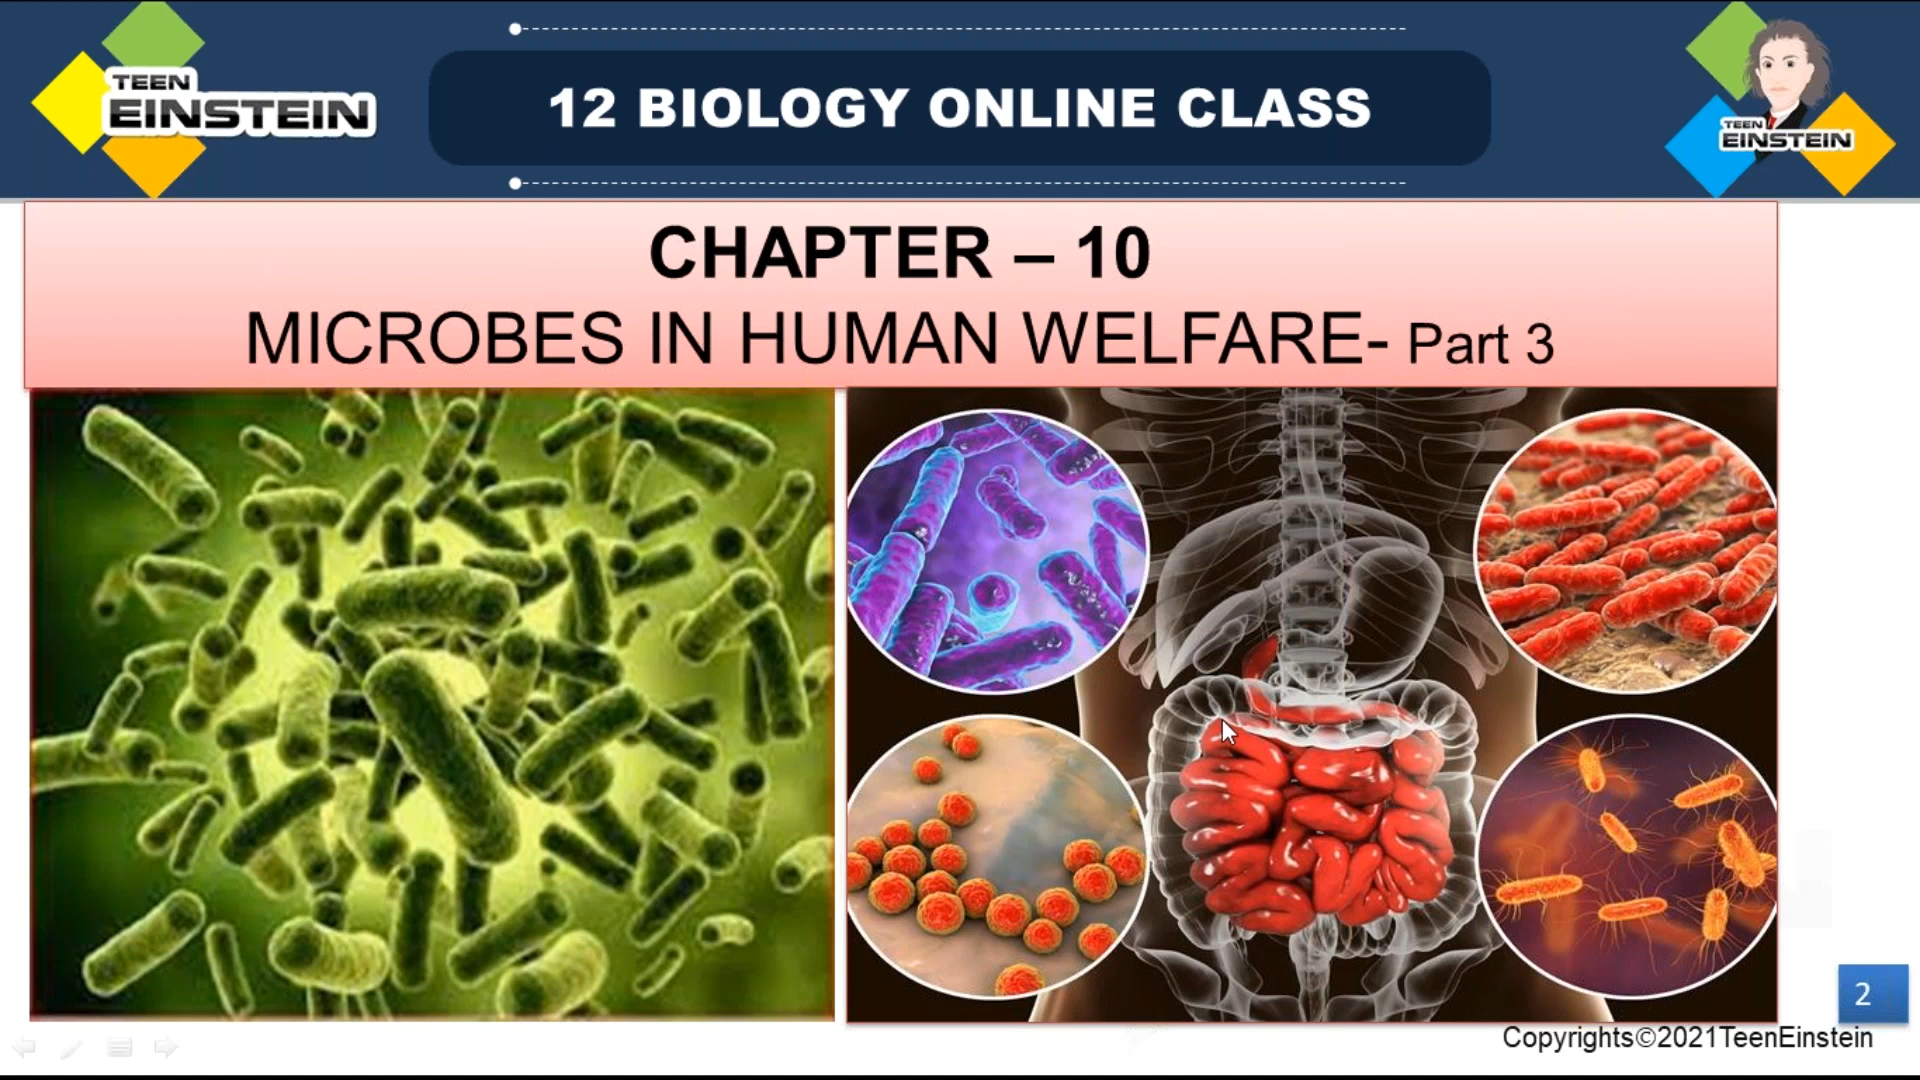 TEEN
EINSTEIN
12 BIOLOGY ONLINE CLASS
TEEN
EINSTEIN
CHAPTER – 10
MICROBES IN HUMAN WELFARE- Part 3
2
Copyrights©2021TeenEinstein